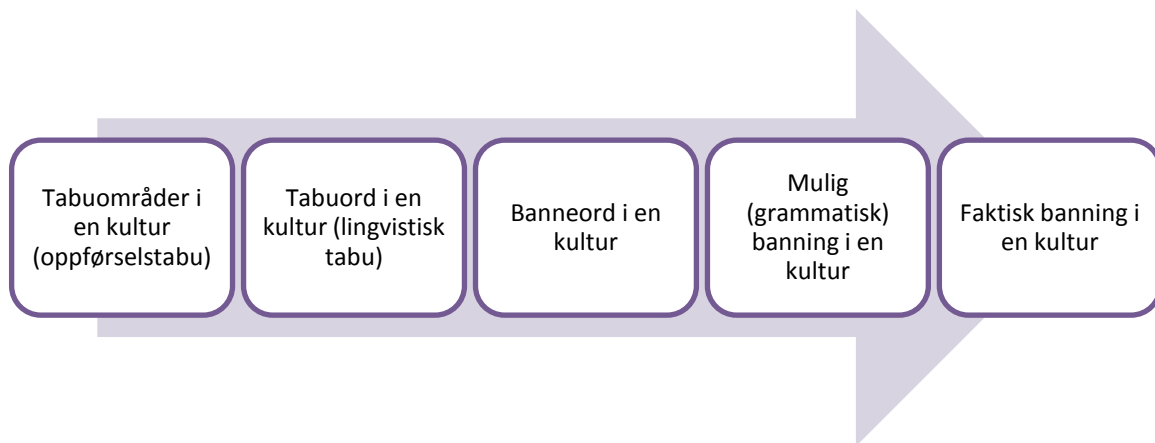 Tabuområder i
en kultur
(oppførselstabu)
Tabuord i en
kultur (lingvistisk
tabu)
Banneord i en
kultur
Mulig
(grammatisk)
banning i en
kultur
Faktisk banning i
en kultur